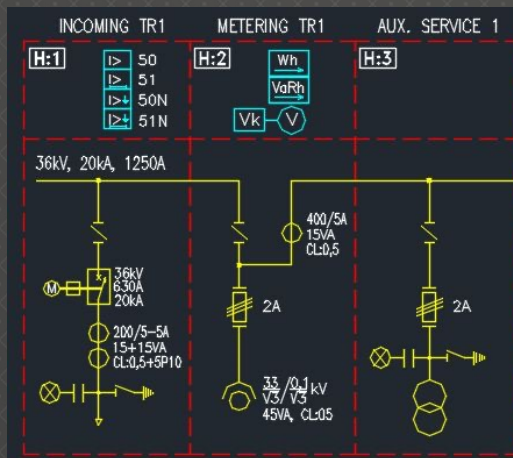 INCOMING TR1
METERING TR1
AUX. SERVICE 1
H:1
I> 50
I> 51
I> 50N
I> 51N
H:2
Wh
VaRh
Vk
V
H:3
36kV, 20kA, 1250A
400/5A
15VA
CL:0,5
M
36kV
630A
20kA
2A
2A
200/5-5A
15+15VA
CL:0,5+5P10
33/V3 / 0,1/V3 kV
45VA, CL:05